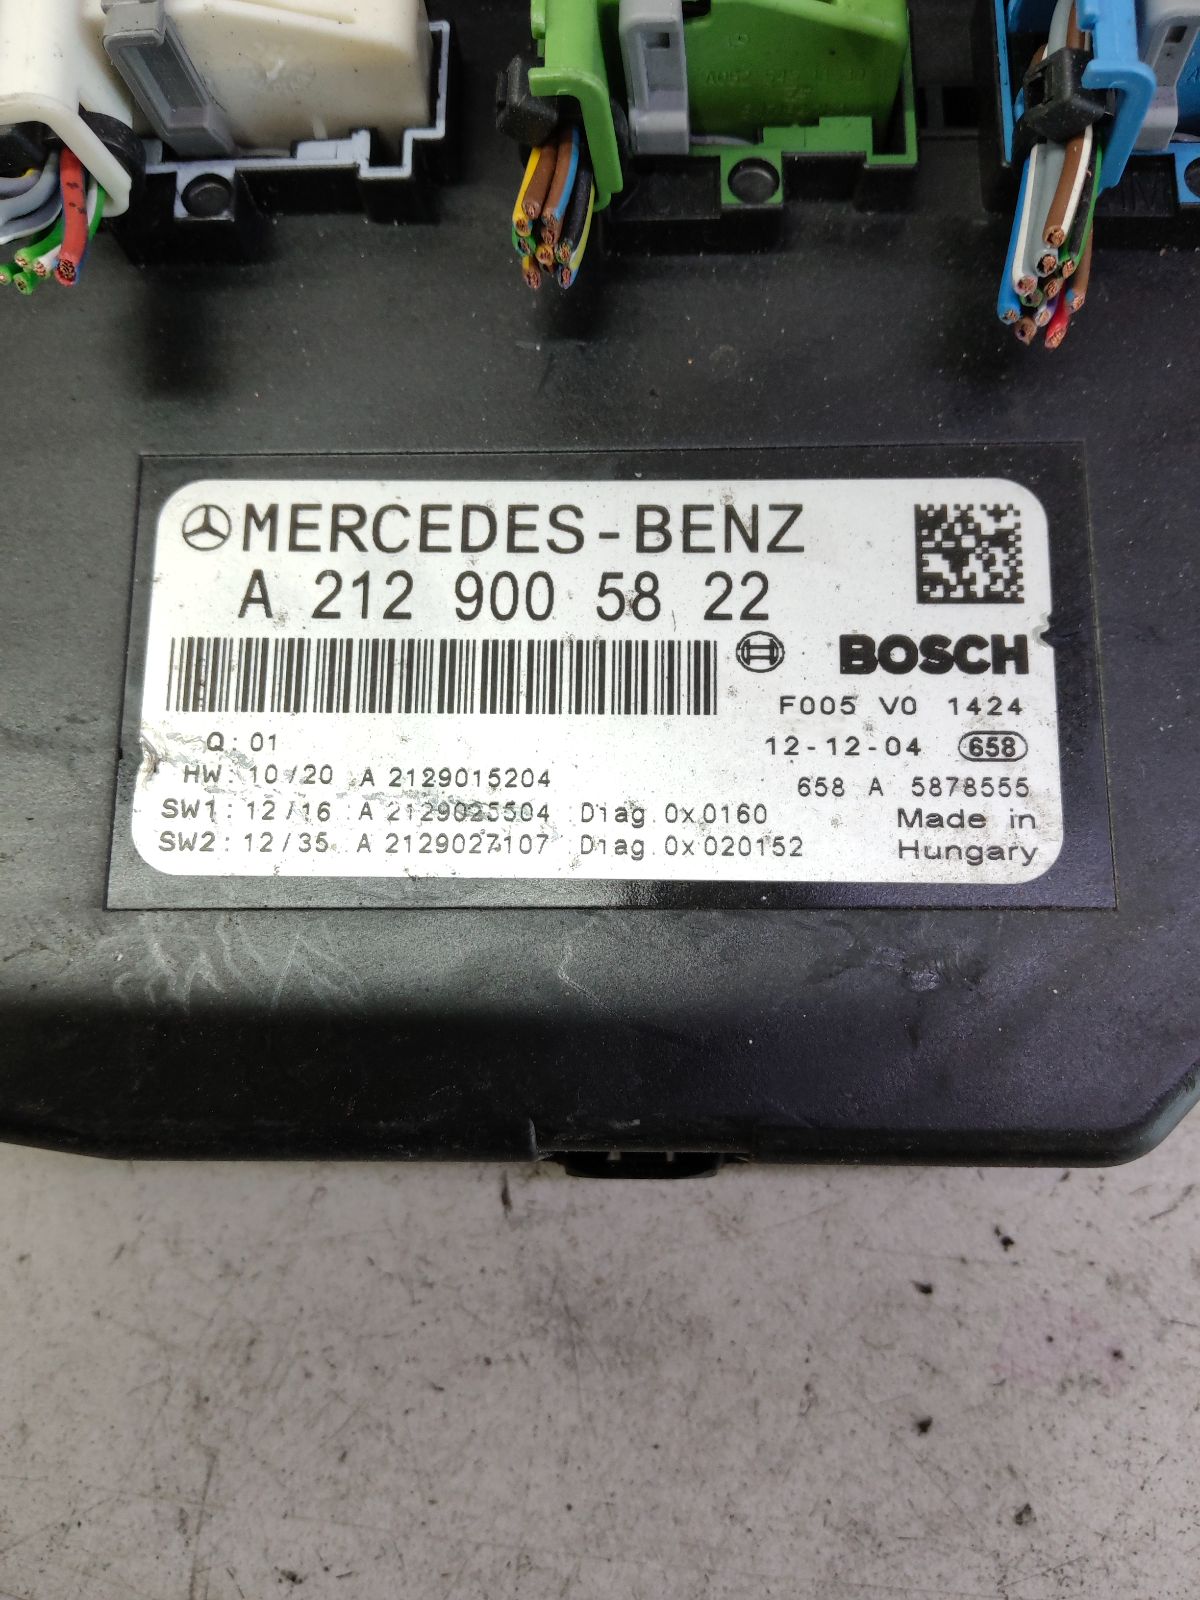 MERCEDES-BENZ
A 212 900 58 22
BOSCH
F005 V0 1424
Q: 01
12-12-04 658
HW: 10/20 A 2129015204
658 A 5878555
SW1: 12/16 A 2129025504 Diag.0x0160
Made in
SW2: 12/35 A 2129027107 Diag.0x020152
Hungary